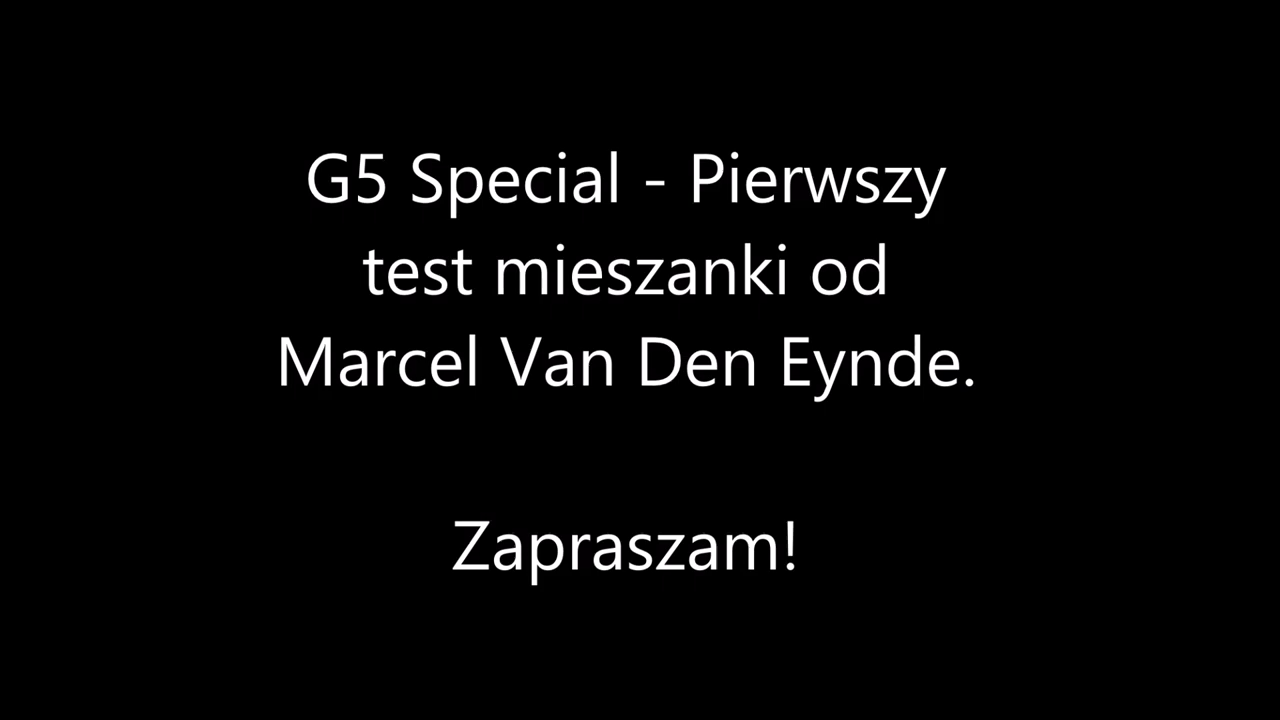 G5 Special - Pierwszy
test mieszanki od
Marcel Van Den Eynde.
Zapraszam!